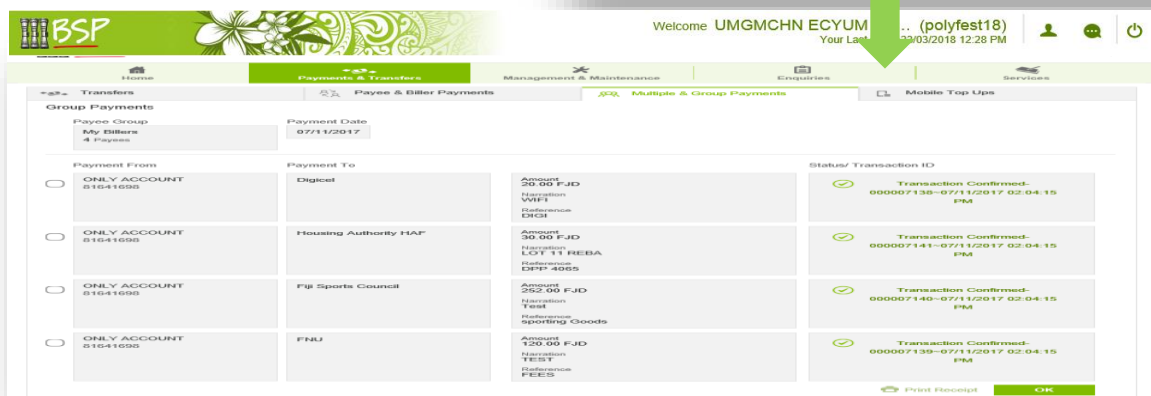 BSP
Welcome UMGMCHN ECYUM ... (polyfest18)
Your Las 22/03/2018 12:28 PM
Home
Payments & Transfers
Management & Maintenance
Enquiries
Services
Transfers
Payee & Biller Payments
Multiple & Group Payments
Mobile Top Ups
Group Payments
Payee Group
Payment Date
My Billers
4 Payees
07/11/2017
Payment From
Payment To
Status/ Transaction ID
ONLY ACCOUNT
81641698
Digicel
Amount
20.00 FJD
Narration
WIFI
Reference
DIGI
Transaction Confirmed-
000007138~07/11/2017 02:04:15
PM
ONLY ACCOUNT
81641698
Housing Authority HAF
Amount
30.00 FJD
Narration
LOT 11 REBA
Reference
DPP 4065
Transaction Confirmed-
000007141~07/11/2017 02:04:15
PM
ONLY ACCOUNT
81641698
Fiji Sports Council
Amount
252.00 FJD
Narration
Test
Reference
sporting Goods
Transaction Confirmed-
000007140~07/11/2017 02:04:15
PM
ONLY ACCOUNT
81641698
FNU
Amount
120.00 FJD
Narration
TEST
Reference
FEES
Transaction Confirmed-
000007139~07/11/2017 02:04:15
PM
Print Receipt
OK